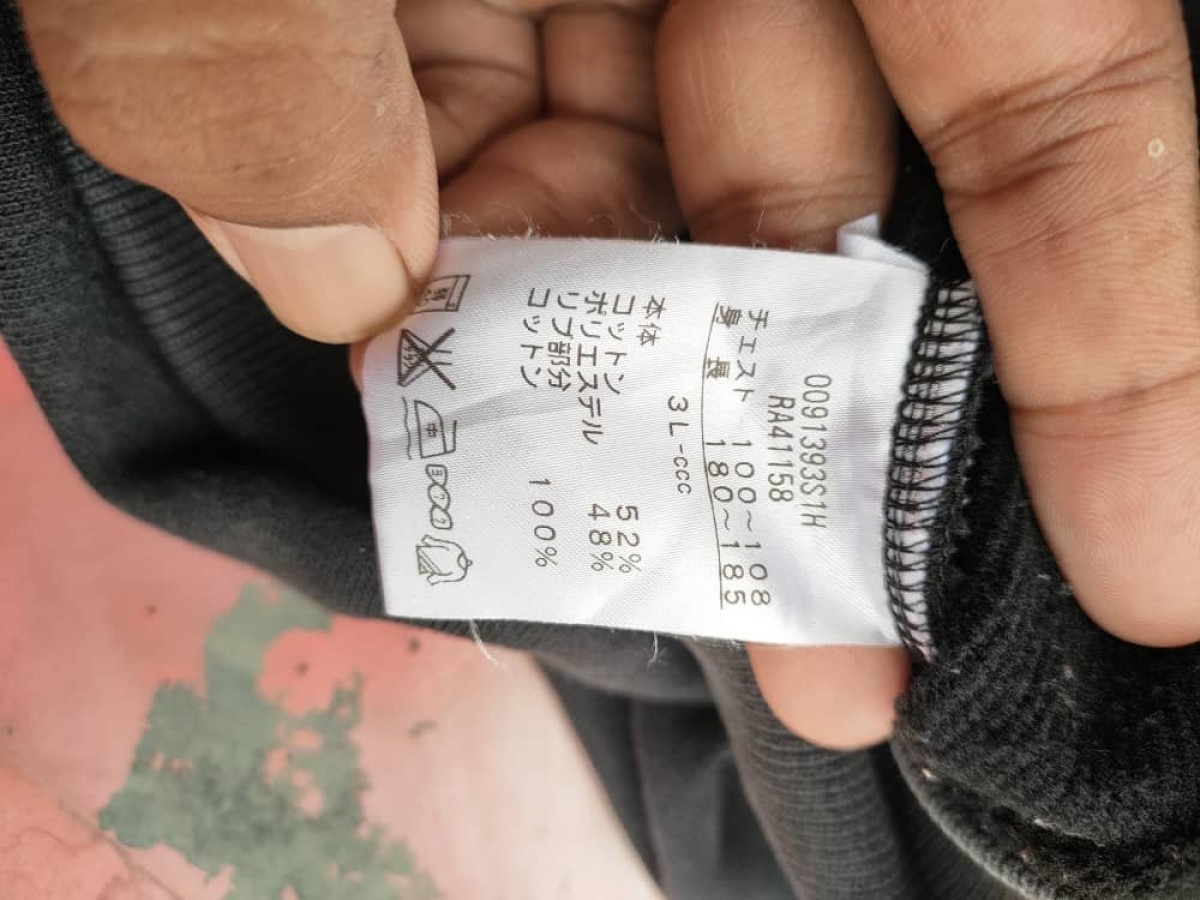 0091393S1H
RA41158
チェスト 100~108
身長 180~185
3L-ccc
本体
コットン 52%
ポリエステル 48%
リブ部分
コットン 100%
中